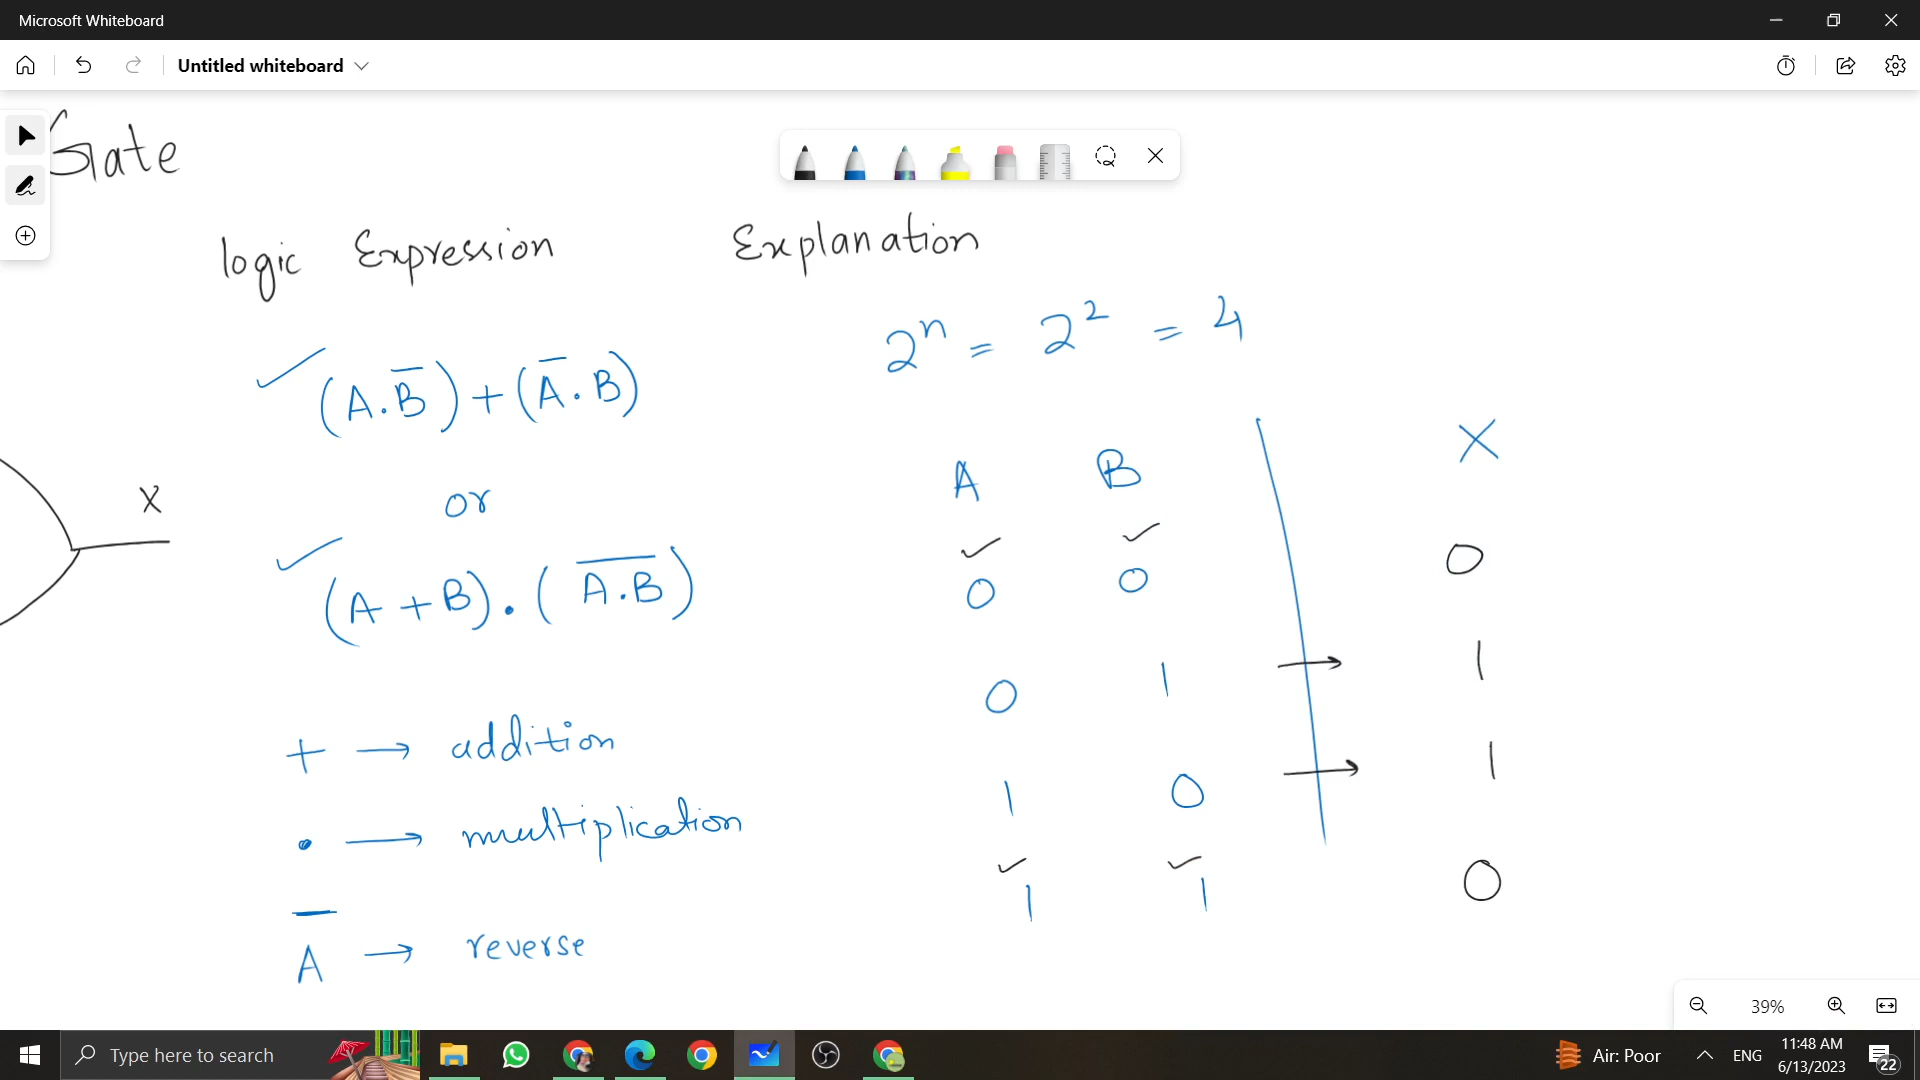 Microsoft Whiteboard
Untitled whiteboard
Gate
logic Expression Explanation
2ⁿ = 2² = 4
(A.B̅) + (A̅.B)
or
(A + B) . (A̅.̅B̅)
X
+ → addition
. → multiplication
A̅ → reverse
A B X
0 0 0
0 1 → 1
1 0 → 1
1 1 0
39%
Type here to search
Air: Poor
ENG
11:48 AM
6/13/2023
22